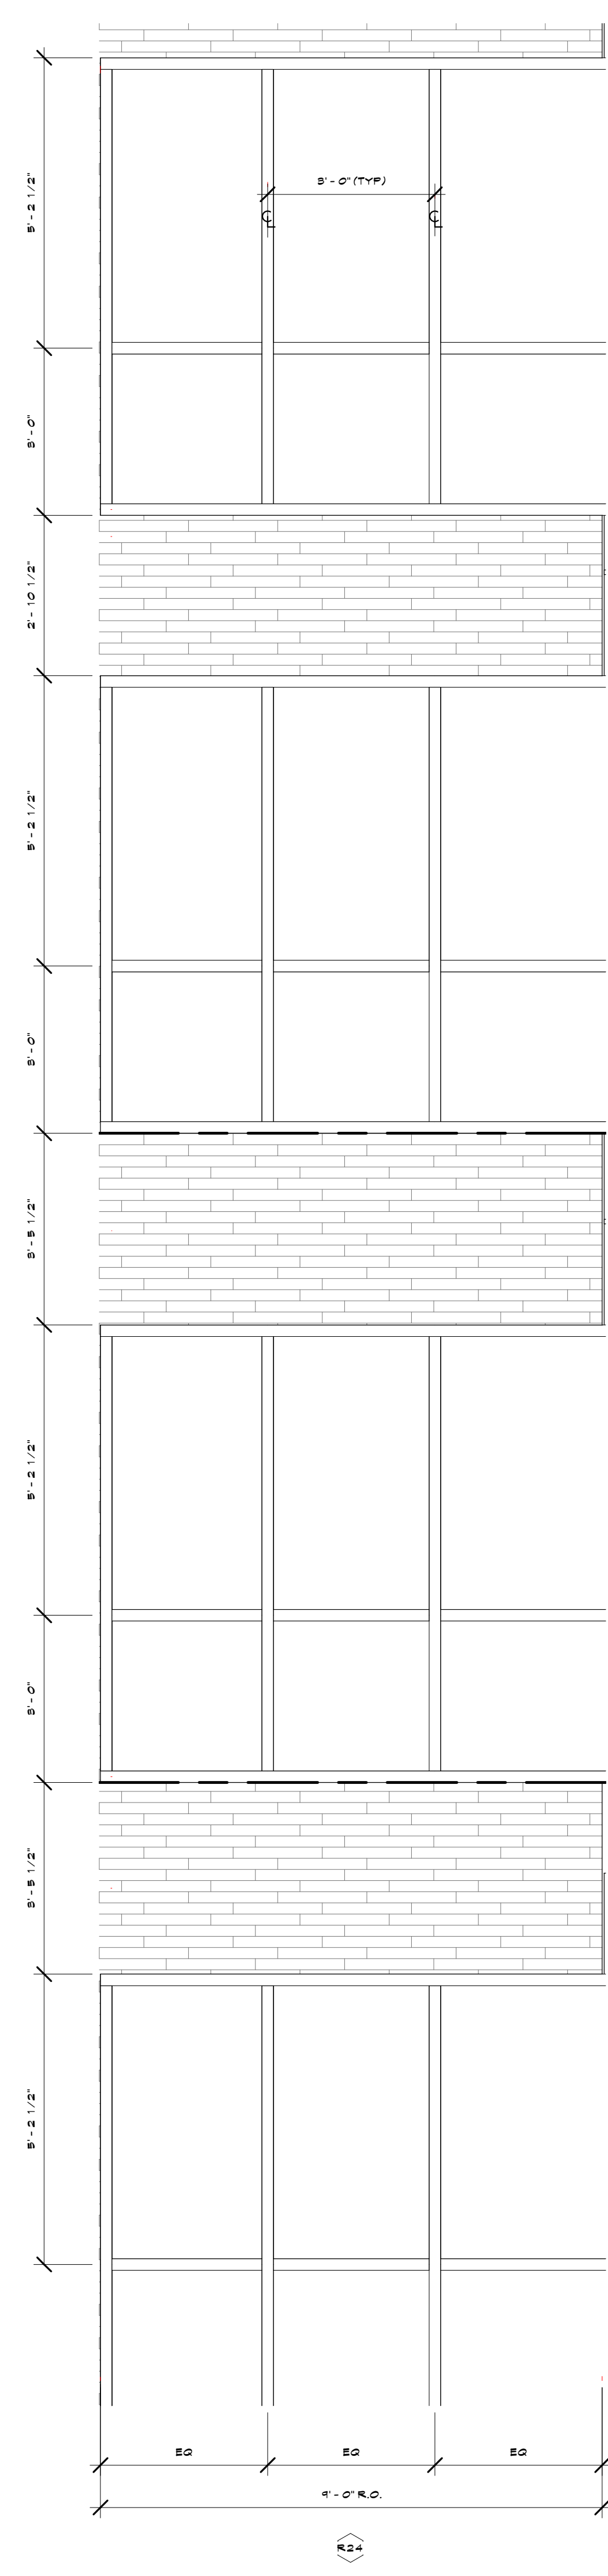 5' - 2 1/2"
3' - 0" (TYP)
CL
CL
3' - 0"
2' - 10 1/2"
5' - 2 1/2"
3' - 0"
3' - 5 1/2"
5' - 2 1/2"
3' - 0"
3' - 5 1/2"
5' - 2 1/2"
EQ EQ EQ
9' - 0" R.O.
R24